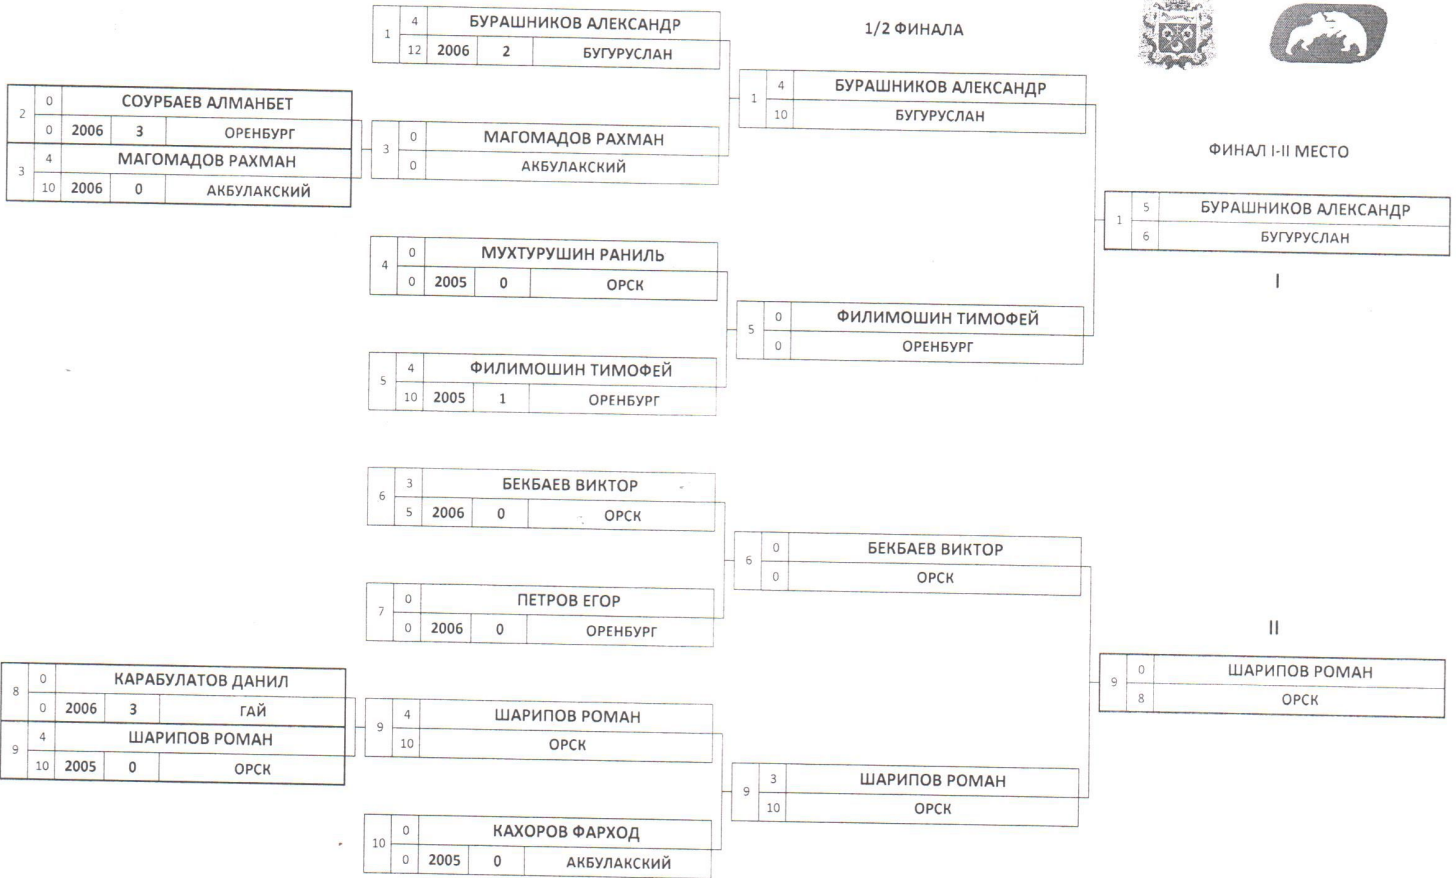 1 4 БУРАШНИКОВ АЛЕКСАНДР
12 2006 2 БУГУРУСЛАН
1/2 ФИНАЛА
1 4 БУРАШНИКОВ АЛЕКСАНДР
10 БУГУРУСЛАН
2 0 СОУРБАЕВ АЛМАНБЕТ
0 2006 3 ОРЕНБУРГ
3 4 МАГОМАДОВ РАХМАН
10 2006 0 АКБУЛАКСКИЙ
3 0 МАГОМАДОВ РАХМАН
0 АКБУЛАКСКИЙ
ФИНАЛ I-II МЕСТО
1 5 БУРАШНИКОВ АЛЕКСАНДР
6 БУГУРУСЛАН
I
4 0 МУХТУРУШИН РАНИЛЬ
0 2005 0 ОРСК
5 0 ФИЛИМОШИН ТИМОФЕЙ
0 ОРЕНБУРГ
5 4 ФИЛИМОШИН ТИМОФЕЙ
10 2005 1 ОРЕНБУРГ
6 3 БЕКБАЕВ ВИКТОР
5 2006 0 ОРСК
6 0 БЕКБАЕВ ВИКТОР
0 ОРСК
7 0 ПЕТРОВ ЕГОР
0 2006 0 ОРЕНБУРГ
II
9 0 ШАРИПОВ РОМАН
8 ОРСК
8 0 КАРАБУЛАТОВ ДАНИЛ
0 2006 3 ГАЙ
9 4 ШАРИПОВ РОМАН
10 2005 0 ОРСК
9 4 ШАРИПОВ РОМАН
10 ОРСК
9 3 ШАРИПОВ РОМАН
10 ОРСК
10 0 КАХОРОВ ФАРХОД
0 2005 0 АКБУЛАКСКИЙ